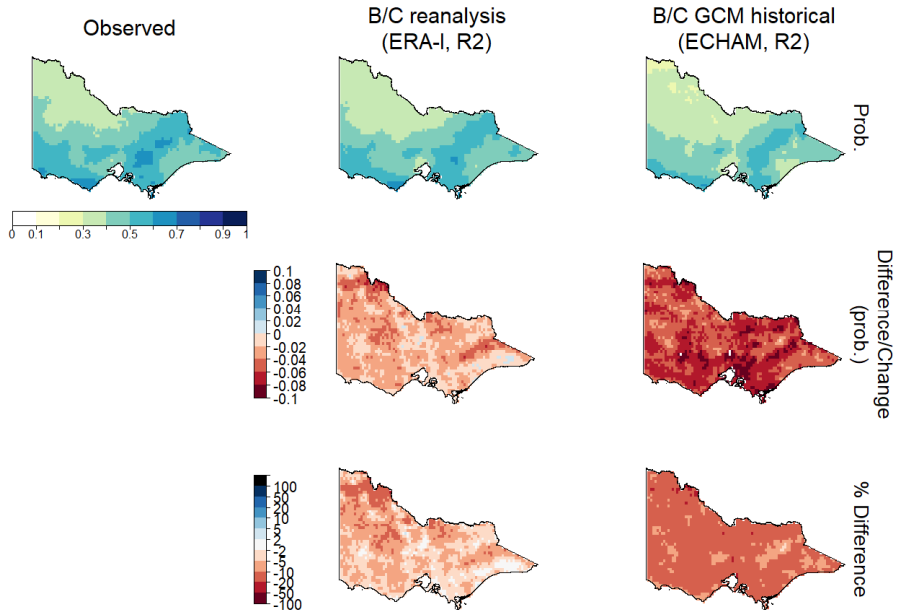 Observed
B/C reanalysis
(ERA-I, R2)
B/C GCM historical
(ECHAM, R2)
Prob.
0 0.1 0.3 0.5 0.7 0.9 1
0.1
0.08
0.06
0.04
0.02
-0.02
-0.04
-0.06
-0.08
-0.1
Difference/Change
(prob.)
100
50
20
10
5
2
-2
-5
-10
-20
-50
-100
% Difference